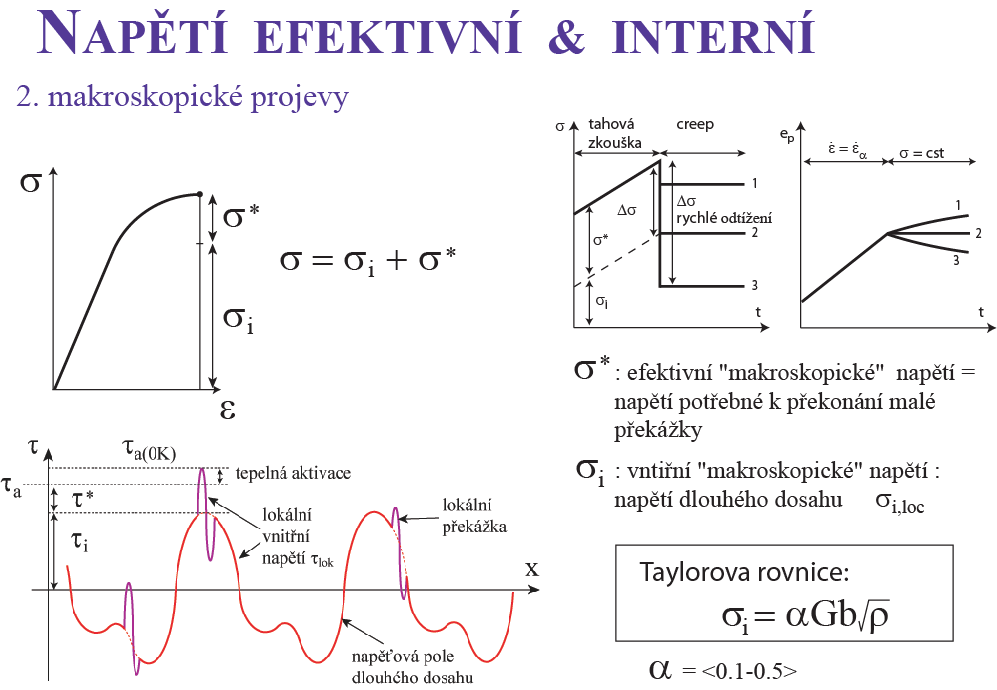 NAPĚTÍ EFEKTIVNÍ & INTERNÍ
2. makroskopické projevy
σ
σ*
σi
ε
σ = σi + σ*
σ
tahová
zkouška
creep
1
Δσ
Δσ
rychlé odtížení
2
σ*
3
σi
t
ep
ε̇ = ε̇α
σ = cst
1
2
3
t
σ* : efektivní "makroskopické" napětí =
napětí potřebné k překonání malé
překážky
σi : vntiřní "makroskopické" napětí :
napětí dlouhého dosahu σi,loc
τ
τa(0K)
tepelná aktivace
τa
τ*
τi
lokální
vnitřní
napětí τlok
lokální
překážka
x
napěťová pole
dlouhého dosahu
Taylorova rovnice:
σi = αGb√ρ
α = <0.1-0.5>